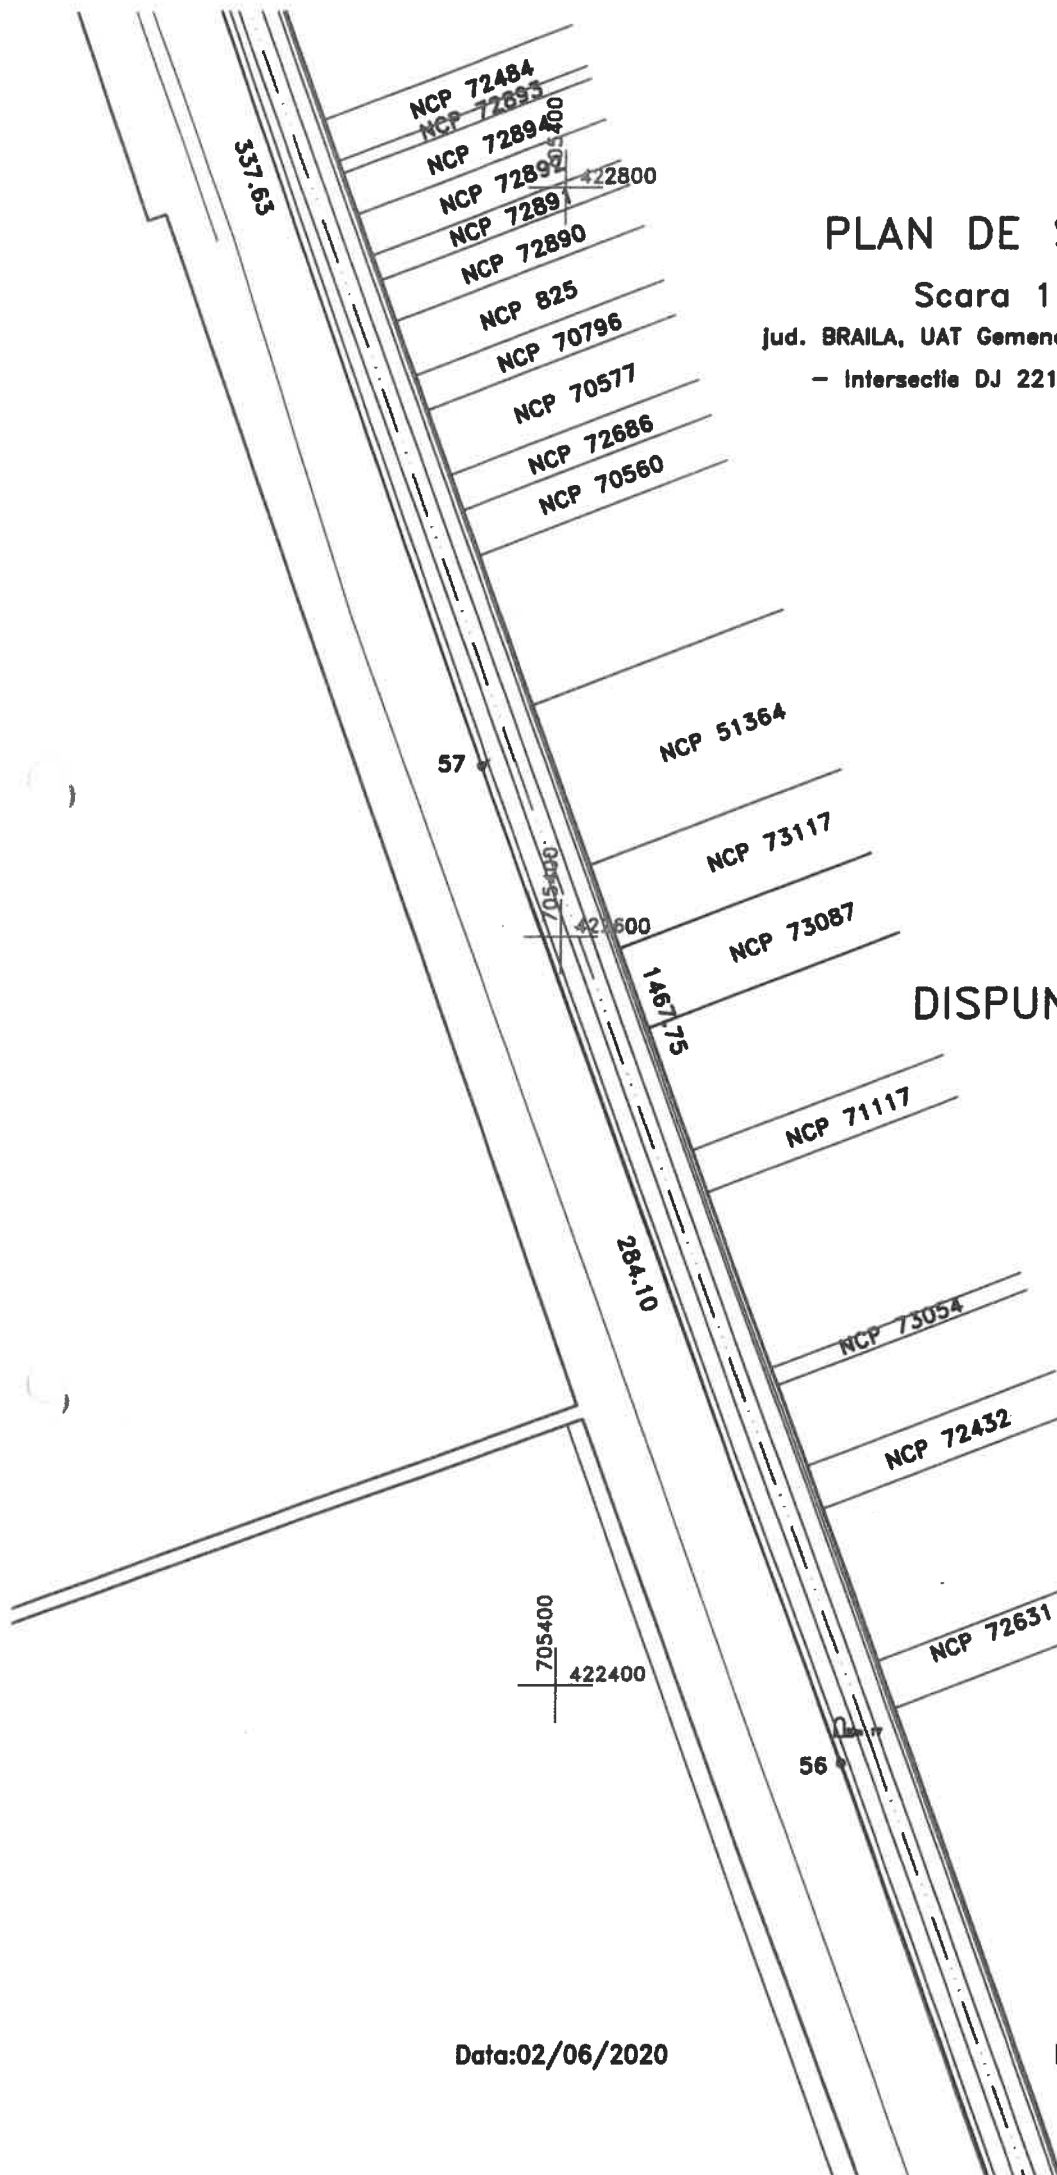 NCP 72484
NCP 72893
NCP 72894
705400
NCP 72892
422800
NCP 72891
NCP 72890
337.63
PLAN DE
NCP 825
Scara 1
NCP 70796
jud. BRAILA, UAT
NCP 70577
- Intersectie DJ 221
NCP 72686
NCP 70560
NCP 51364
57
NCP 73117
705400
422600
NCP 73087
1467.75
NCP 71117
284.10
NCP 73054
NCP 72432
NCP 72631
705400
422400
56
Data:02/06/2020